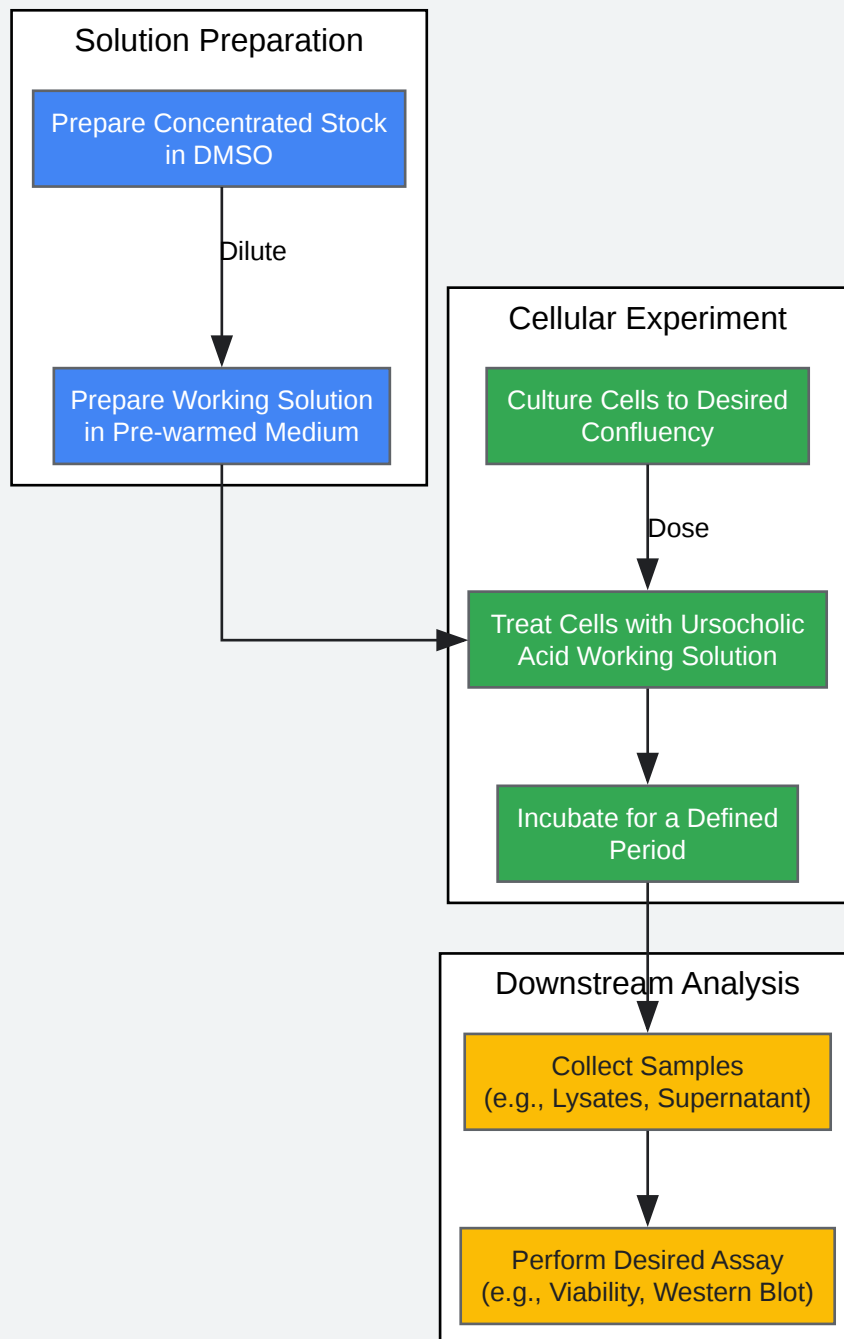 Solution Preparation
Prepare Concentrated Stock
in DMSO
Dilute
Prepare Working Solution
in Pre-warmed Medium
Cellular Experiment
Culture Cells to Desired
Confluency
Dose
Treat Cells with Ursocholic
Acid Working Solution
Incubate for a Defined
Period
Downstream Analysis
Collect Samples
(e.g., Lysates, Supernatant)
Perform Desired Assay
(e.g., Viability, Western Blot)